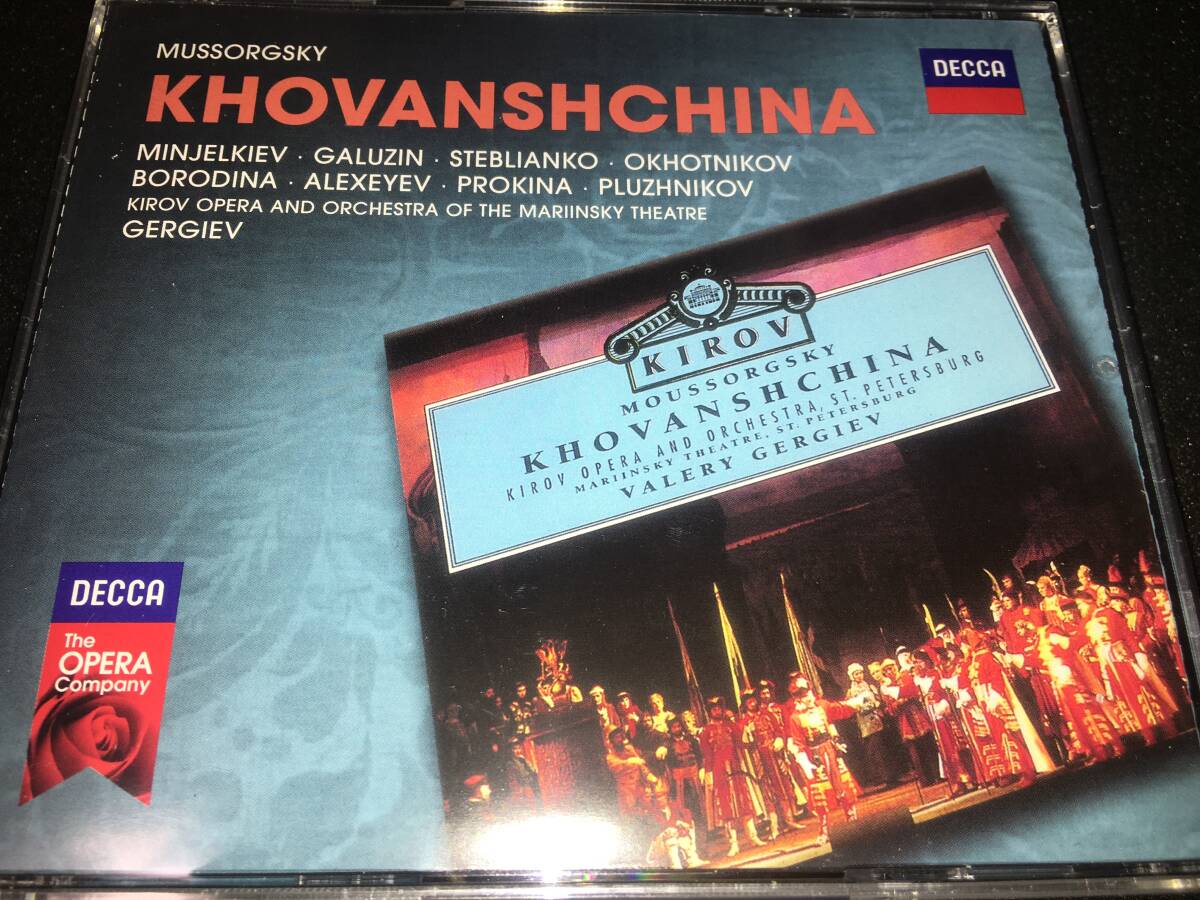 MUSSORGSKY
KHOVANSHCHINA
DECCA
MINJELKIEV · GALUZIN · STEBLIANKO · OKHOTNIKOV
BORODINA · ALEXEYEV · PROKINA · PLUZHNIKOV
KIROV OPERA AND ORCHESTRA OF THE MARIINSKY THEATRE
GERGIEV
KIROV
MOUSSORGSKY
KHOVANSHCHINA
KIROV OPERA AND ORCHESTRA, ST. PETERSBURG
MARIINSKY THEATRE, ST. PETERSBURG
VALERY GERGIEV
DECCA
The
OPERA
Company